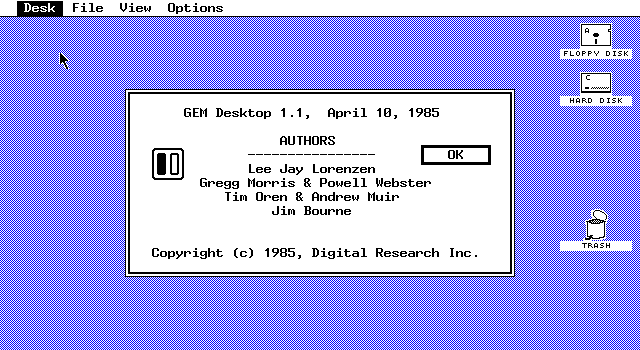 Desk File View Options
A C
FLOPPY DISK
C
HARD DISK
GEM Desktop 1.1, April 10, 1985
AUTHORS
----------------
OK
Lee Jay Lorenzen
Gregg Morris & Powell Webster
Tim Oren & Andrew Muir
Jim Bourne
Copyright (c) 1985, Digital Research Inc.
TRASH